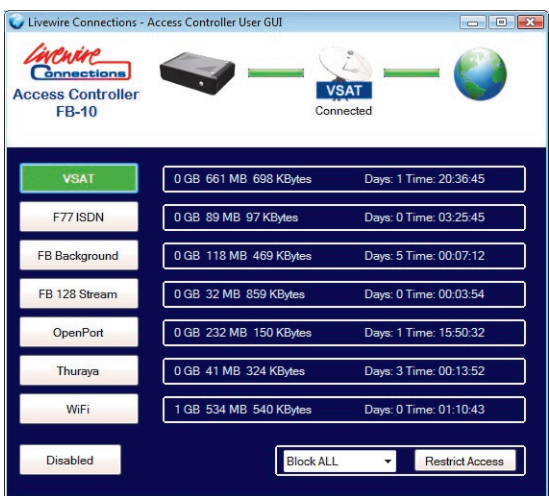 Livewire Connections - Access Controller User GUI
Livewire
Connections
Access Controller
FB-10
VSAT
Connected
VSAT 0 GB 661 MB 698 KBytes Days: 1 Time: 20:36:45
F77 ISDN 0 GB 89 MB 97 KBytes Days: 0 Time: 03:25:45
FB Background 0 GB 118 MB 469 KBytes Days: 5 Time: 00:07:12
FB 128 Stream 0 GB 32 MB 859 KBytes Days: 0 Time: 00:03:54
OpenPort 0 GB 232 MB 150 KBytes Days: 1 Time: 15:50:32
Thuraya 0 GB 41 MB 324 KBytes Days: 3 Time: 00:13:52
WiFi 1 GB 534 MB 540 KBytes Days: 0 Time: 01:10:43
Disabled Block ALL Restrict Access